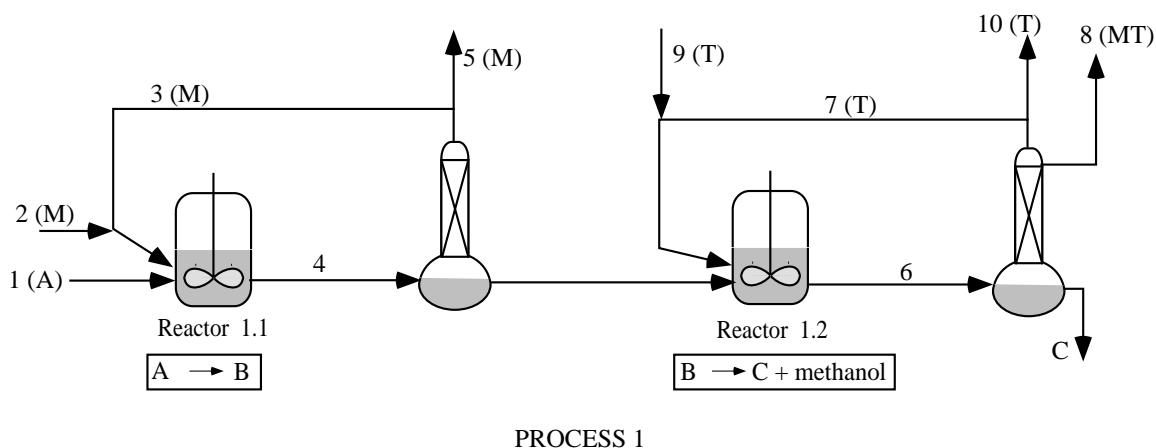 10 (T)
8 (MT)
5 (M)
9 (T)
3 (M)
7 (T)
2 (M)
4
6
1 (A)
Reactor 1.1
Reactor 1.2
C
A → B
B → C + methanol
PROCESS 1